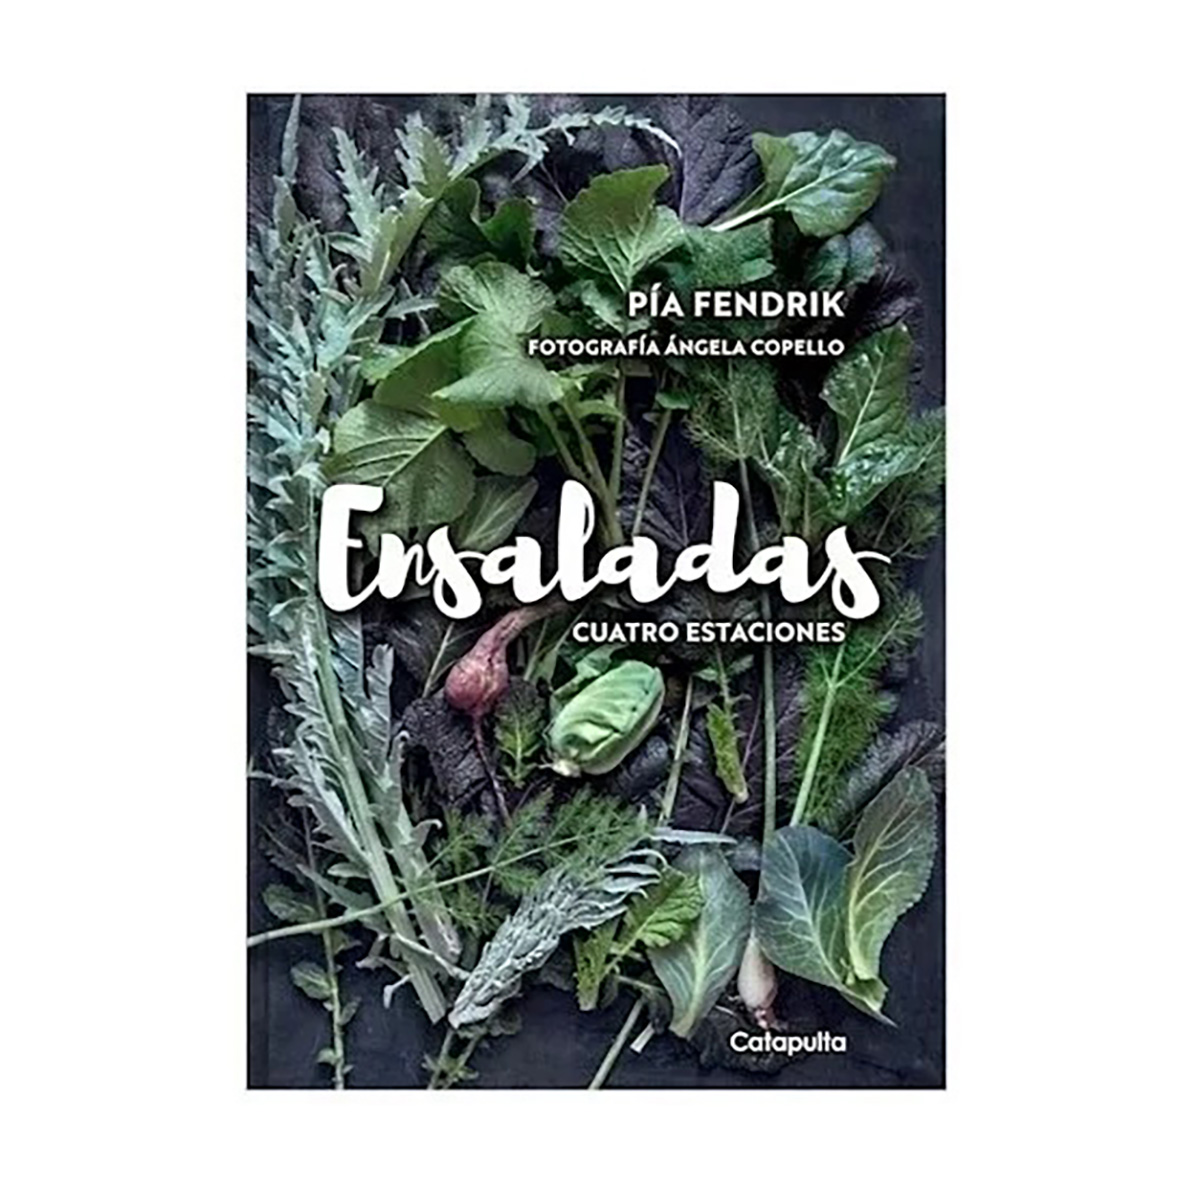 PÍA FENDRIK
FOTOGRAFÍA ÁNGELA COPELLO
Ensaladas
CUATRO ESTACIONES
Catapulta